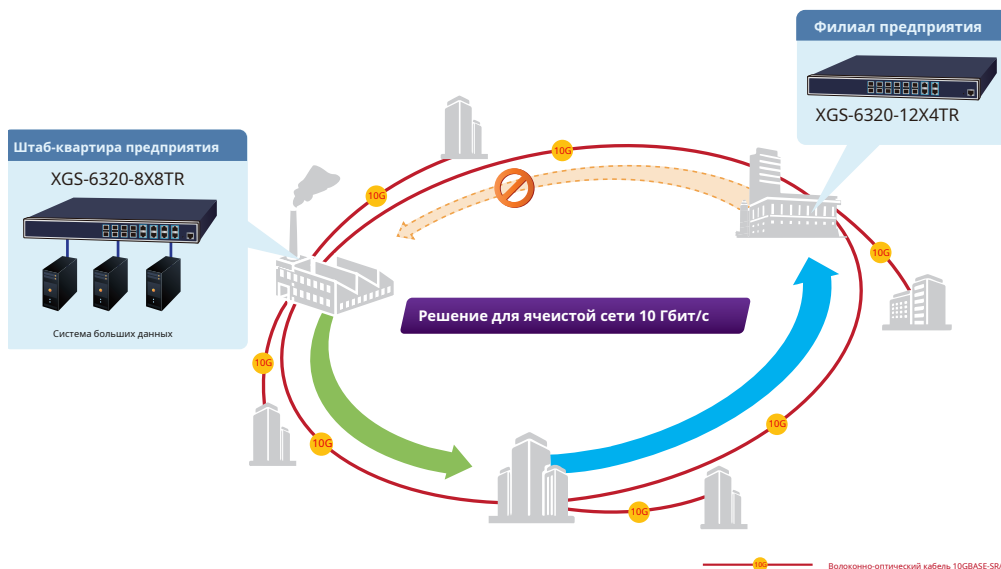 Филиал предприятия
XGS-6320-12X4TR
Штаб-квартира предприятия
XGS-6320-8X8TR
Система больших данных
10G
10G
10G
Решение для ячеистой сети 10 Гбит/с
10G
10G
10G
10G
10G
Волоконно-оптический кабель 10GBASE-SR/